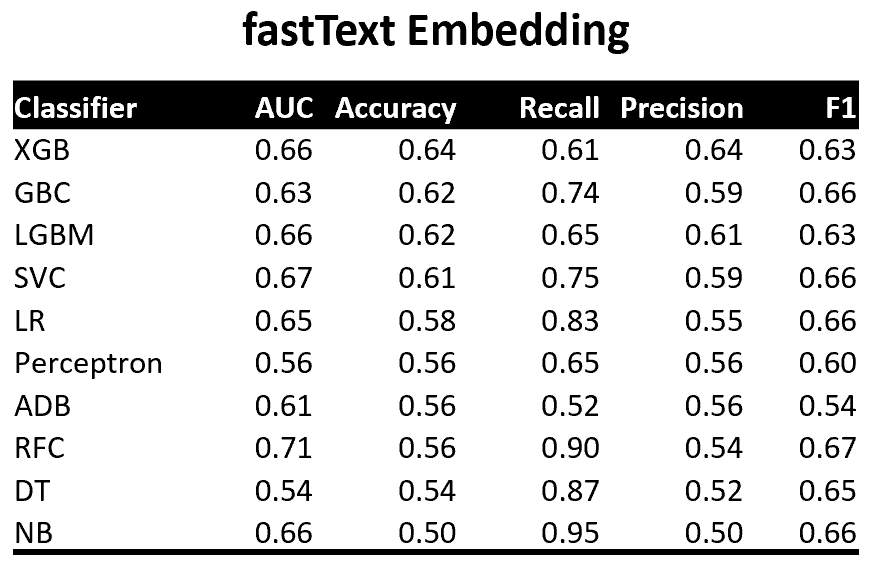 fastText Embedding
Classifier AUC Accuracy Recall Precision F1
XGB 0.66 0.64 0.61 0.64 0.63
GBC 0.63 0.62 0.74 0.59 0.66
LGBM 0.66 0.62 0.65 0.61 0.63
SVC 0.67 0.61 0.75 0.59 0.66
LR 0.65 0.58 0.83 0.55 0.66
Perceptron 0.56 0.56 0.65 0.56 0.60
ADB 0.61 0.56 0.52 0.56 0.54
RFC 0.71 0.56 0.90 0.54 0.67
DT 0.54 0.54 0.87 0.52 0.65
NB 0.66 0.50 0.95 0.50 0.66